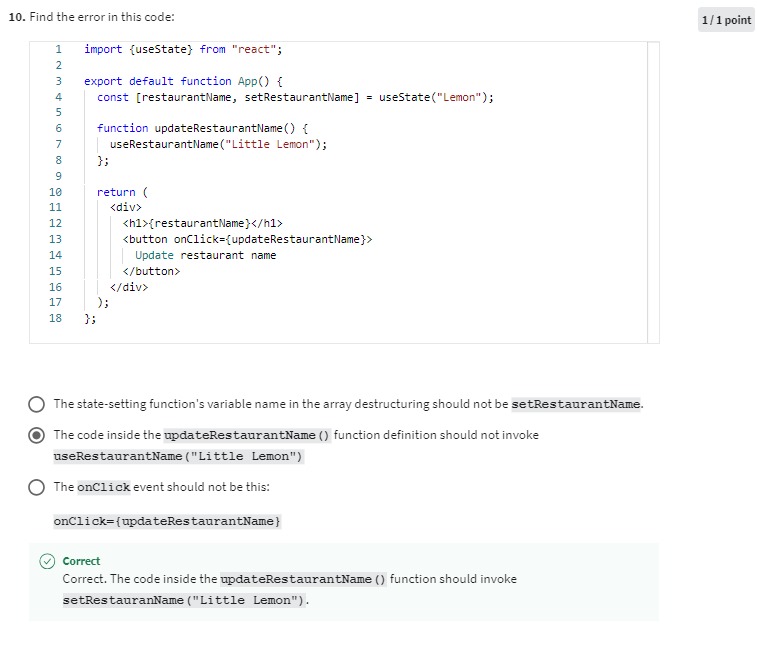 10. Find the error in this code:
1/1 point
1 import {useState} from "react";
2
3 export default function App() {
4 const [restaurantName, setRestaurantName] = useState("Lemon");
5
6 function updateRestaurantName() {
7 useRestaurantName("Little Lemon");
8 };
9
10 return (
11 <div>
12 <h1>{restaurantName}</h1>
13 <button onClick={updateRestaurantName}>
14 Update restaurant name
15 </button>
16 </div>
17 );
18 };
The state-setting function's variable name in the array destructuring should not be setRestaurantName.
The code inside the updateRestaurantName() function definition should not invoke
useRestaurantName("Little Lemon")
The onClick event should not be this:
onClick={updateRestaurantName}
Correct
Correct. The code inside the updateRestaurantName() function should invoke
setRestauranName("Little Lemon").